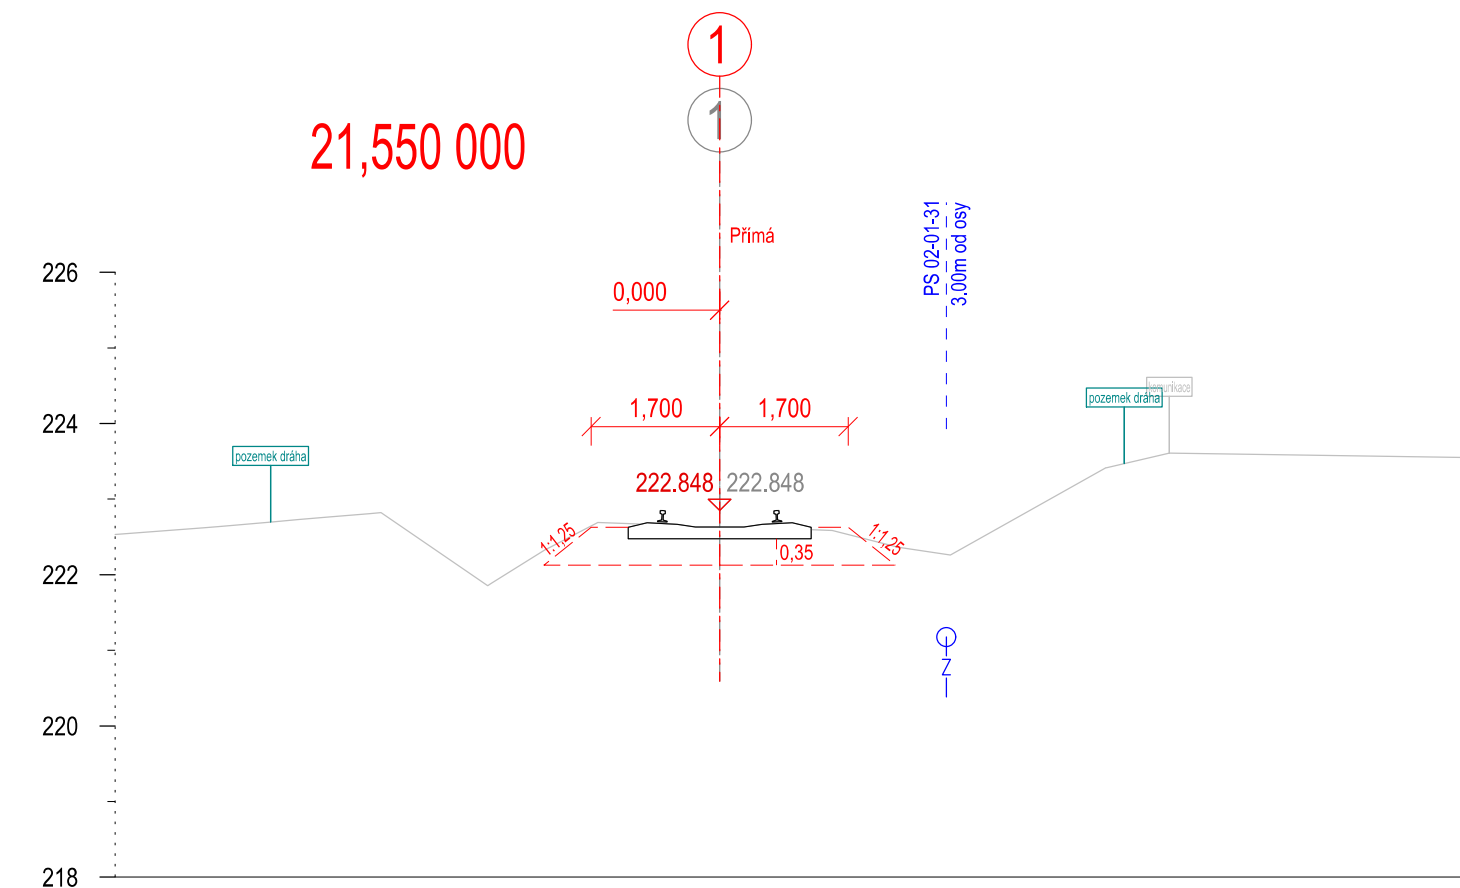 1
1
21,550 000
Přímá
PS 02-01-31
3.00m od osy
226
0,000
224
1,700
1,700
pozemek dráha
komunikace
pozemek dráha
222.848
222.848
1:1,25
1:1,25
0,35
222
Z
220
218